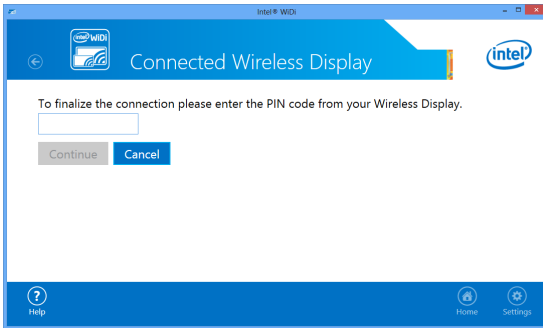 Intel® WiDi
intel WiDi
Connected Wireless Display
intel
To finalize the connection please enter the PIN code from your Wireless Display.
Continue
Cancel
?
Help
Home
Settings